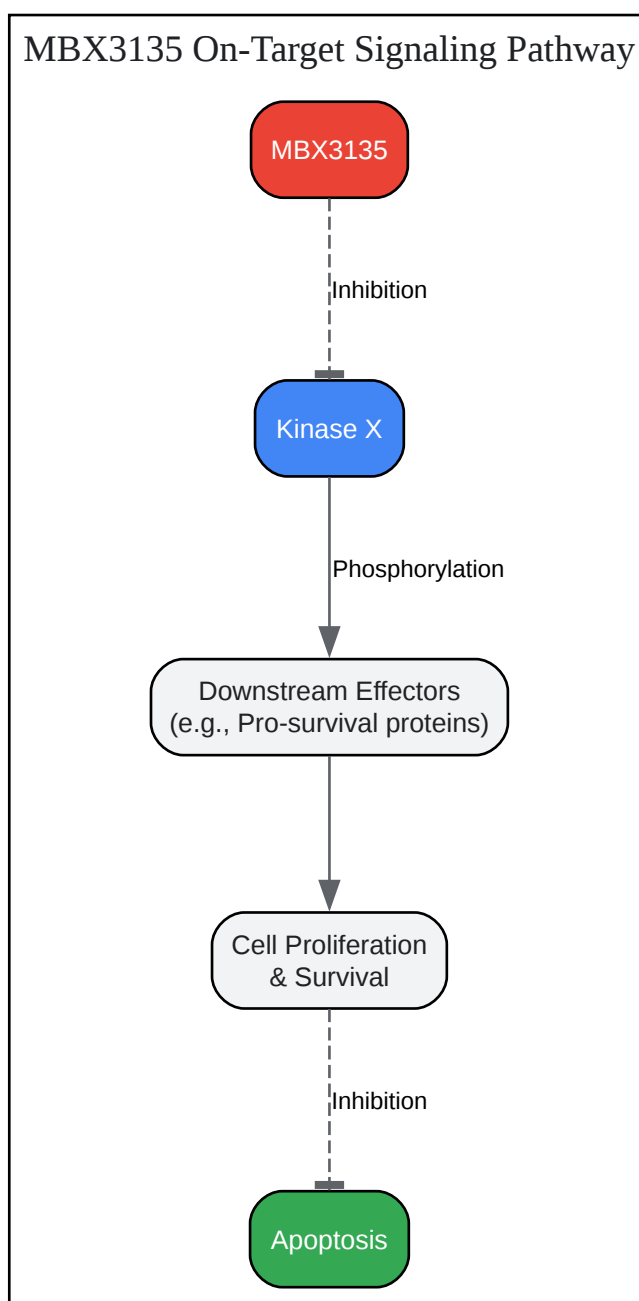 MBX3135 On-Target Signaling Pathway
MBX3135
Inhibition
Kinase X
Phosphorylation
Downstream Effectors
(e.g., Pro-survival proteins)
Cell Proliferation
& Survival
Inhibition
Apoptosis